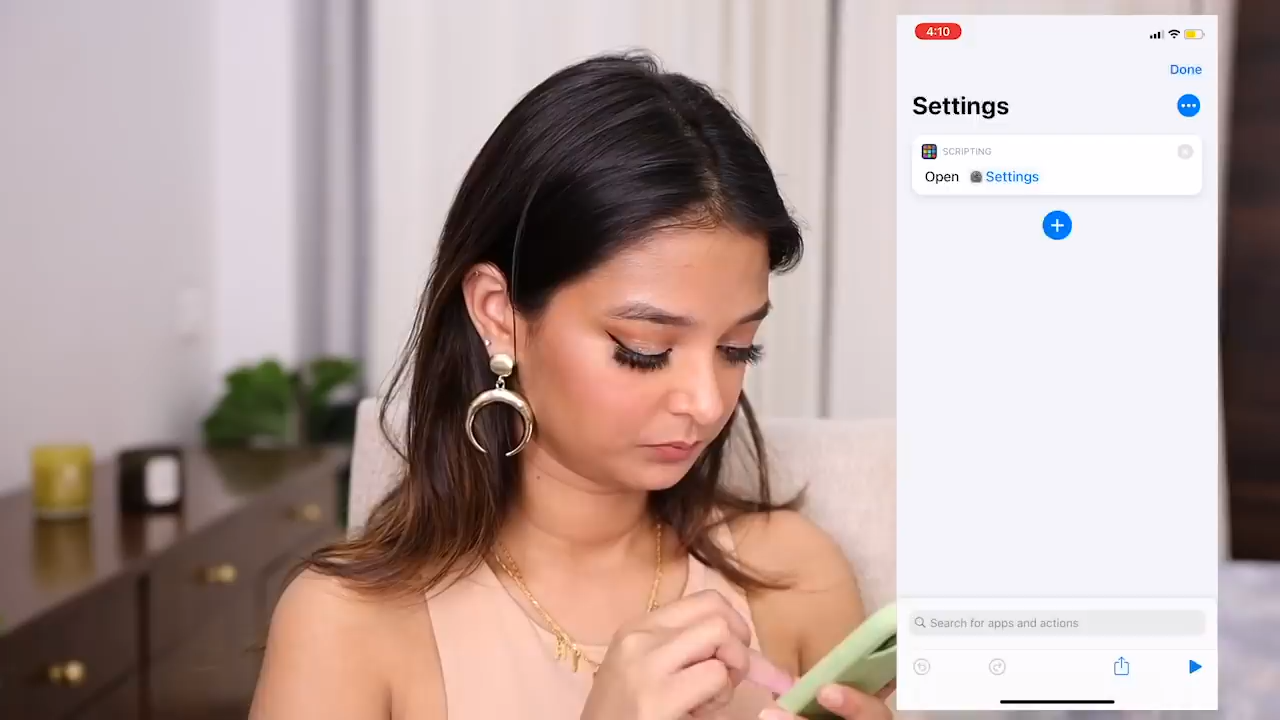 4:10
Done
Settings
SCRIPTING
Open Settings
Search for apps and actions